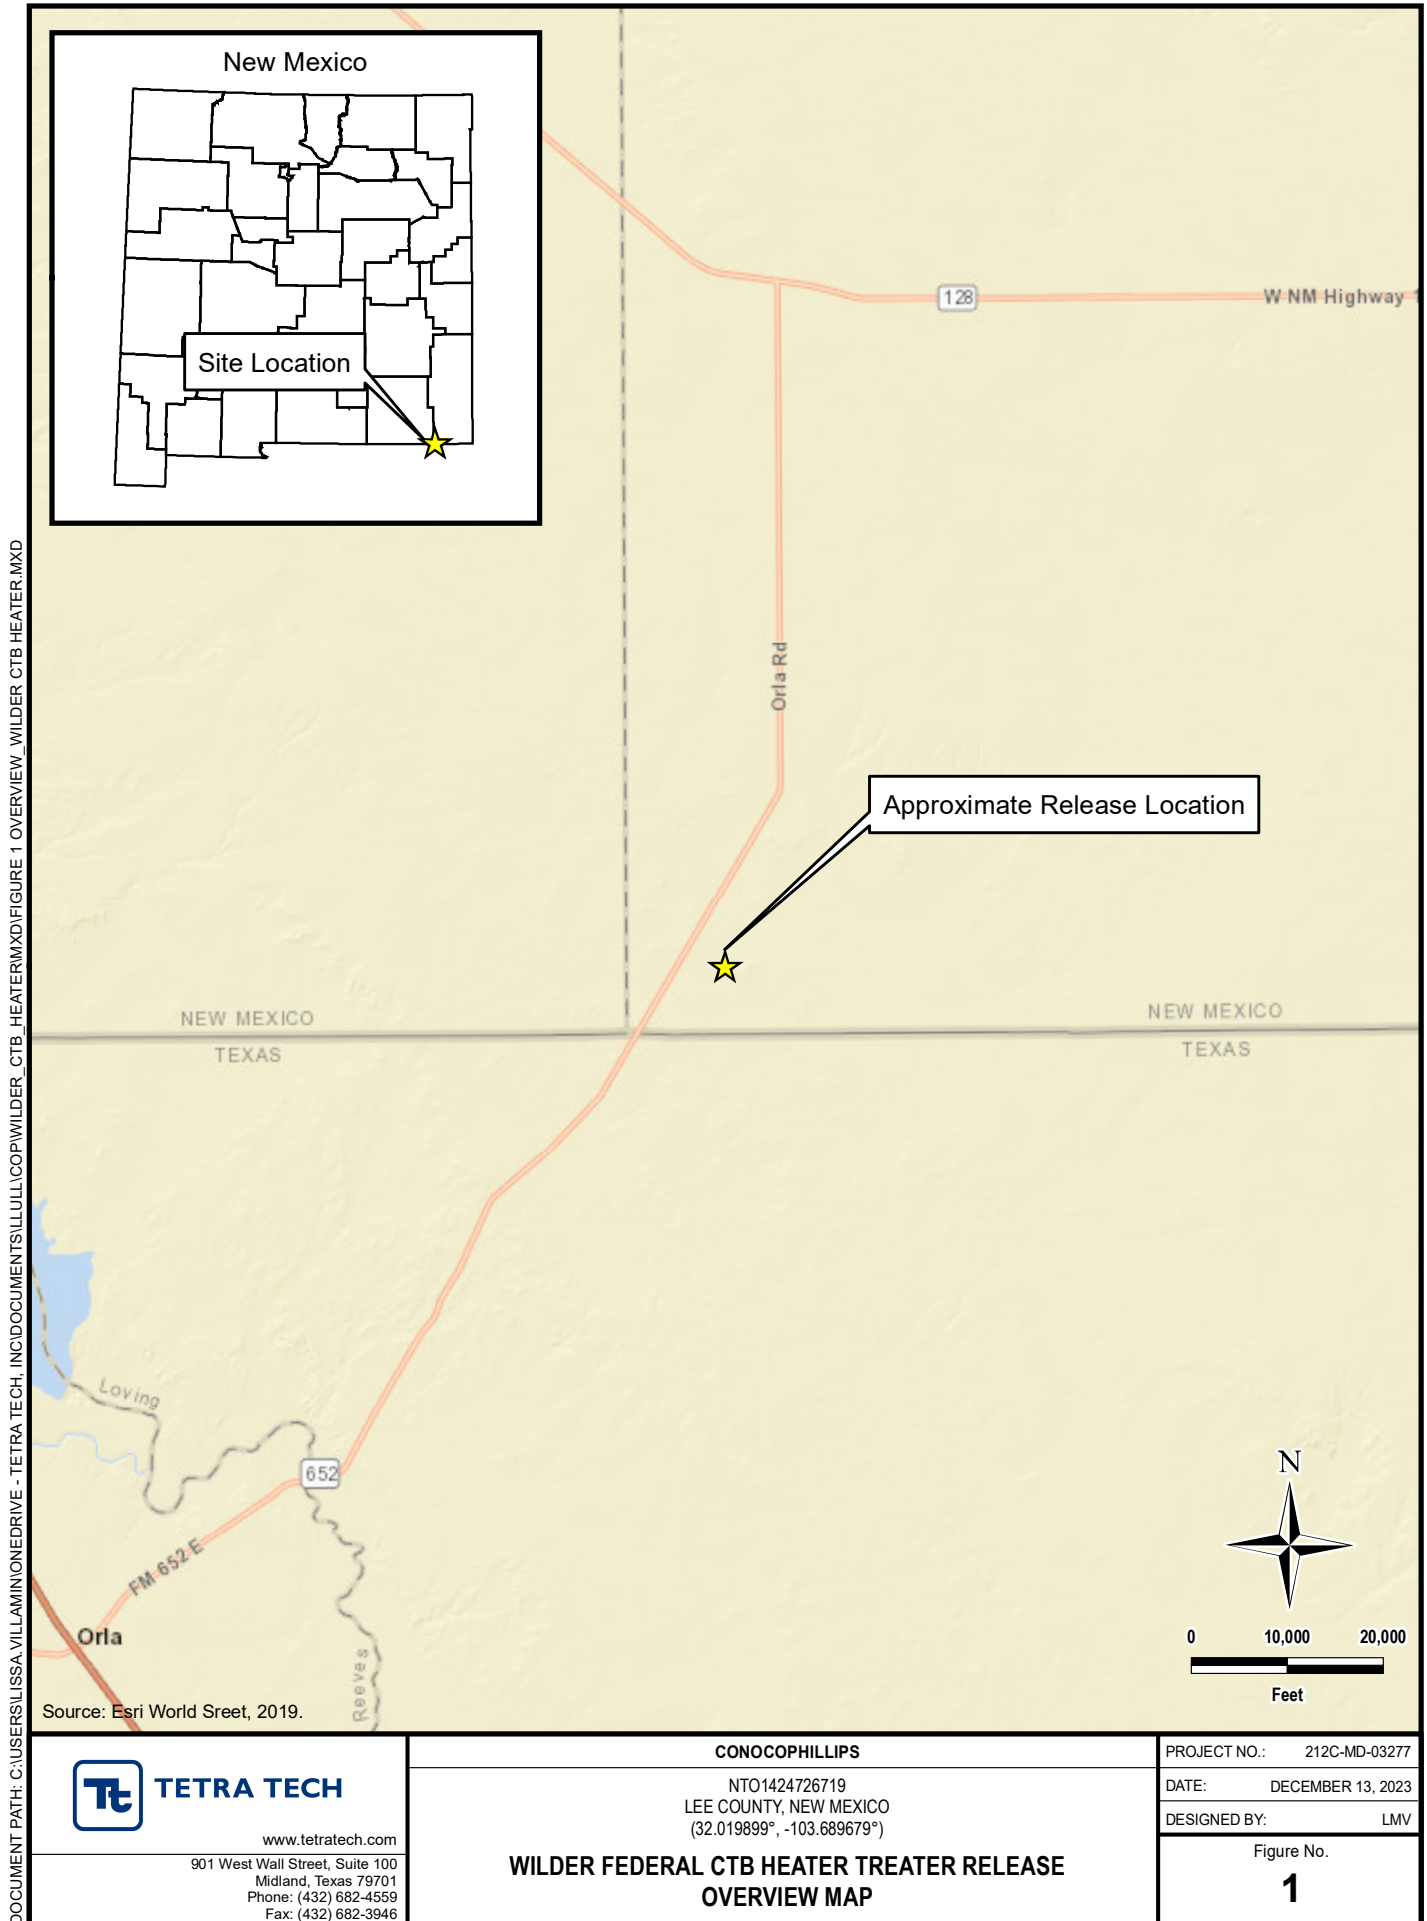 New Mexico
Site Location
128
W NM Highway 1
Orla Rd
Approximate Release Location
NEW MEXICO
TEXAS
NEW MEXICO
TEXAS
Loving
652
FM 652 E
Orla
Reeves
N
0 10,000 20,000
Feet
Source: Esri World Sreet, 2019.
DOCUMENT PATH: C:\USERS\LISSA.VILLAMIN\ONEDRIVE - TETRA TECH, INC\DOCUMENTS\LLULL\COP\WILDER_CTB_HEATER\MXD\FIGURE 1 OVERVIEW_WILDER CTB HEATER.MXD
Tt TETRA TECH
www.tetratech.com
901 West Wall Street, Suite 100
Midland, Texas 79701
Phone: (432) 682-4559
Fax: (432) 682-3946
CONOCOPHILLIPS
NTO1424726719
LEE COUNTY, NEW MEXICO
(32.019899°, -103.689679°)
WILDER FEDERAL CTB HEATER TREATER RELEASE
OVERVIEW MAP
PROJECT NO.: 212C-MD-03277
DATE: DECEMBER 13, 2023
DESIGNED BY: LMV
Figure No.
1